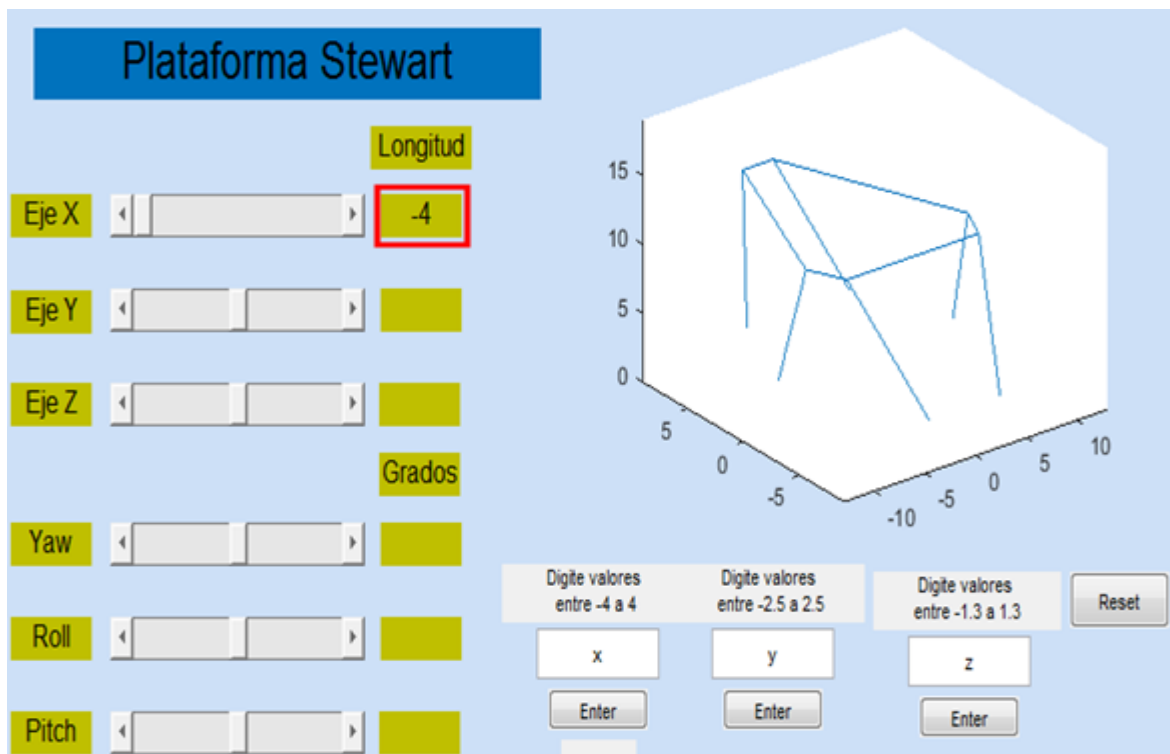 Plataforma Stewart
Longitud
Eje X
-4
Eje Y
Eje Z
Grados
Yaw
Roll
Pitch
15
10
5
0
5
0
-5
-10
-5
0
5
10
Digite valores
entre -4 a 4
x
Enter
Digite valores
entre -2.5 a 2.5
y
Enter
Digite valores
entre -1.3 a 1.3
z
Enter
Reset